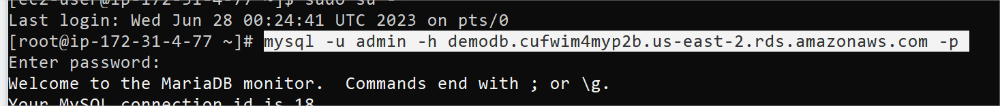 [ec2-user@ip-172-31-4-77 ~]$ sudo su -
Last login: Wed Jun 28 00:24:41 UTC 2023 on pts/0
[root@ip-172-31-4-77 ~]# mysql -u admin -h demodb.cufwim4myp2b.us-east-2.rds.amazonaws.com -p
Enter password:
Welcome to the MariaDB monitor.  Commands end with ; or \g.
Your MySQL connection id is 18